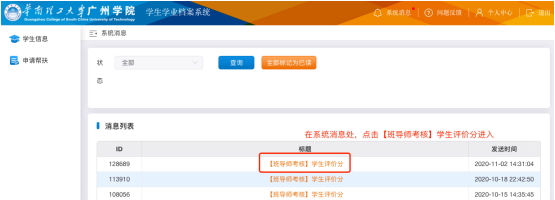 华南理工大学广州学院 学生学业档案系统 系统消息 问题反馈 个人中心 退出
Guangzhou College of South China University of Technology
学生信息
系统消息
申请帮扶
状态 全部 查询 全部标记为已读
消息列表
在系统消息处，点击【班导师考核】学生评价分进入
ID 标题 发送时间
128689 【班导师考核】学生评价分 2020-11-02 14:31:04
113910 【班导师考核】学生评价分 2020-10-18 22:42:50
108056 【班导师考核】学生评价分 2020-10-15 14:35:45